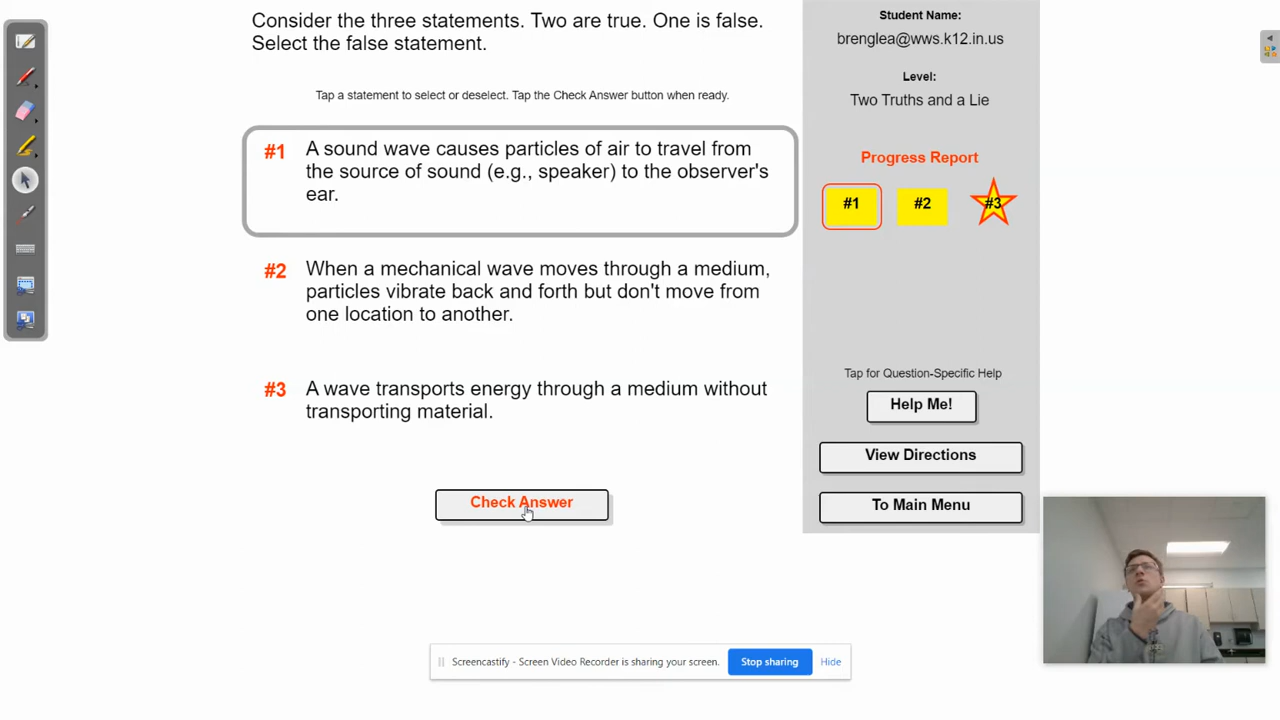 Consider the three statements. Two are true. One is false.
Select the false statement.
Tap a statement to select or deselect. Tap the Check Answer button when ready.
#1 A sound wave causes particles of air to travel from
the source of sound (e.g., speaker) to the observer's
ear.
#2 When a mechanical wave moves through a medium,
particles vibrate back and forth but don't move from
one location to another.
#3 A wave transports energy through a medium without
transporting material.
Check Answer
Student Name:
brenglea@wws.k12.in.us
Level:
Two Truths and a Lie
Progress Report
#1 #2 #3
Tap for Question-Specific Help
Help Me!
View Directions
To Main Menu
Screencastify - Screen Video Recorder is sharing your screen. Stop sharing Hide